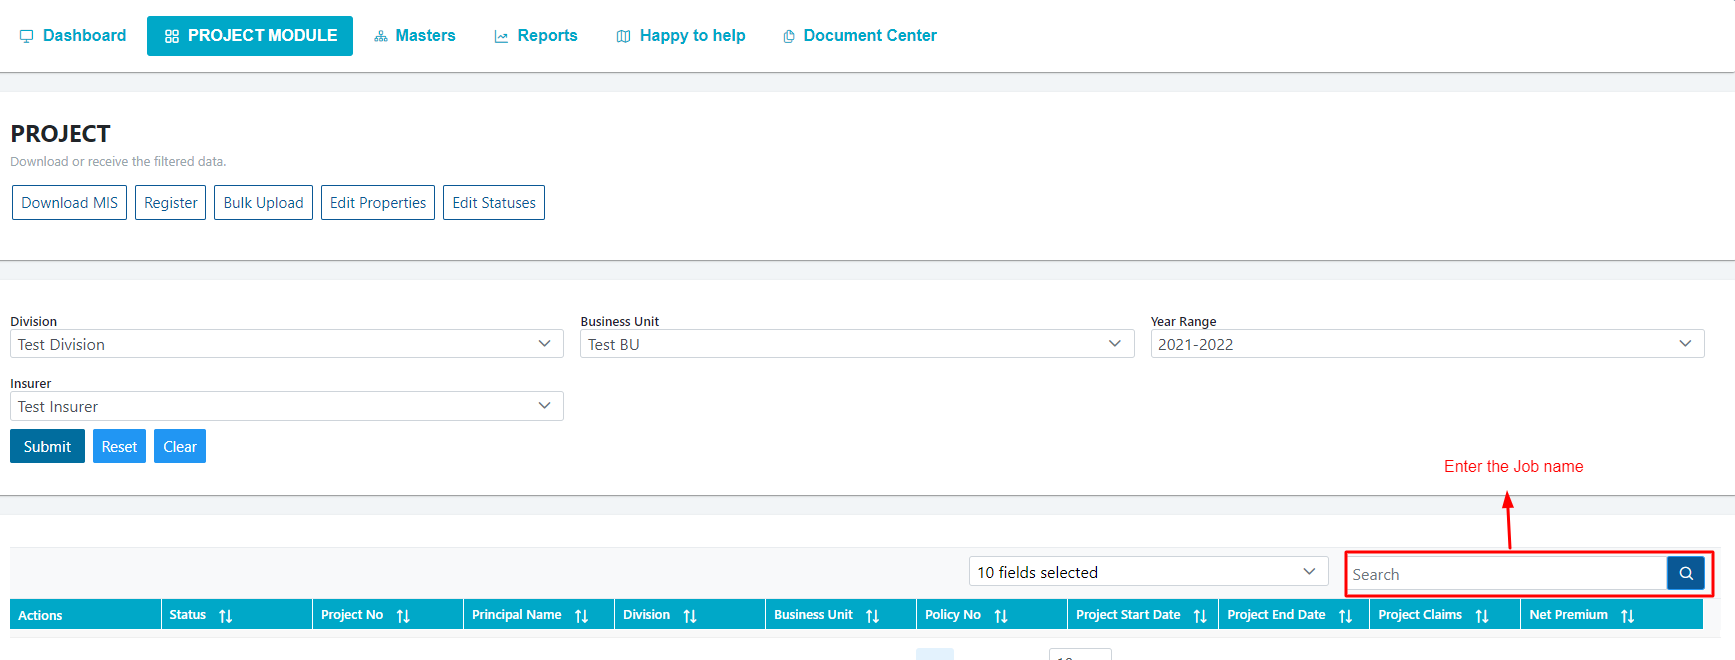 Dashboard PROJECT MODULE Masters Reports Happy to help Document Center
PROJECT
Download or receive the filtered data.
Download MIS Register Bulk Upload Edit Properties Edit Statuses
Division Business Unit Year Range
Test Division Test BU 2021-2022
Insurer
Test Insurer
Submit Reset Clear
Enter the Job name
10 fields selected Search
Actions Status Project No Principal Name Division Business Unit Policy No Project Start Date Project End Date Project Claims Net Premium